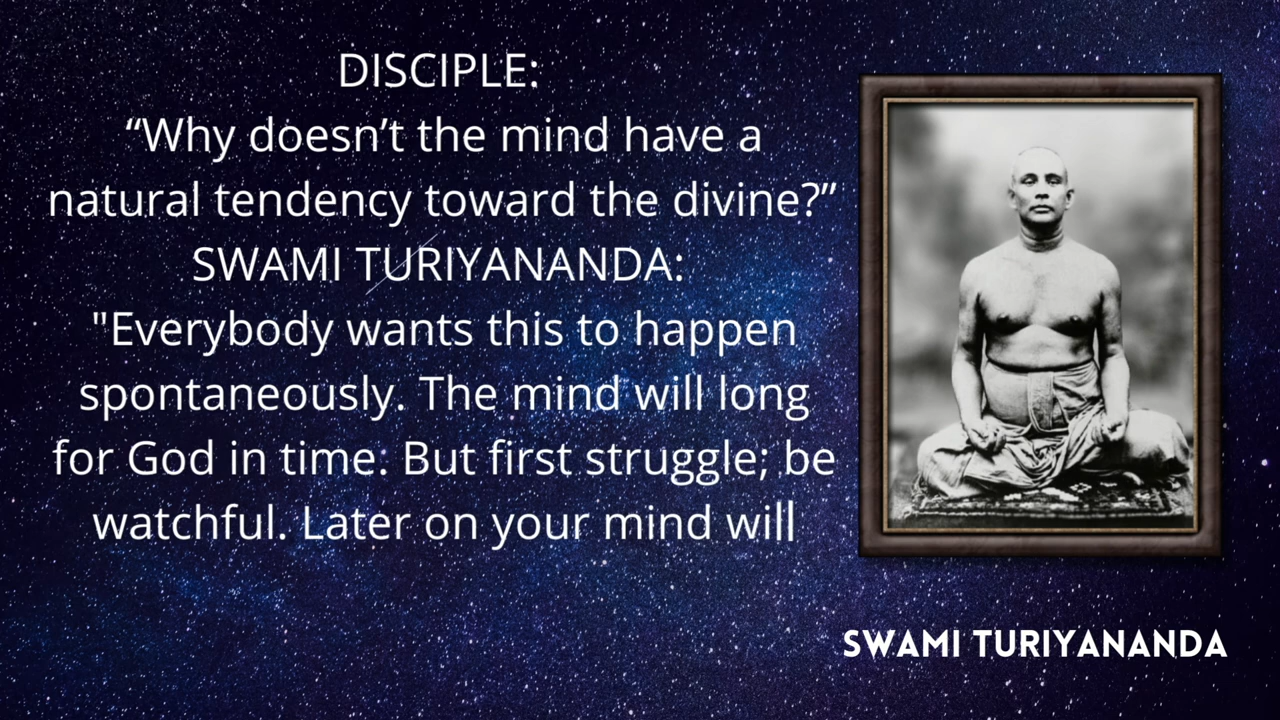 DISCIPLE:
“Why doesn’t the mind have a
natural tendency toward the divine?”
SWAMI TURIYANANDA:
"Everybody wants this to happen
spontaneously. The mind will long
for God in time. But first struggle; be
watchful. Later on your mind will
SWAMI TURIYANANDA